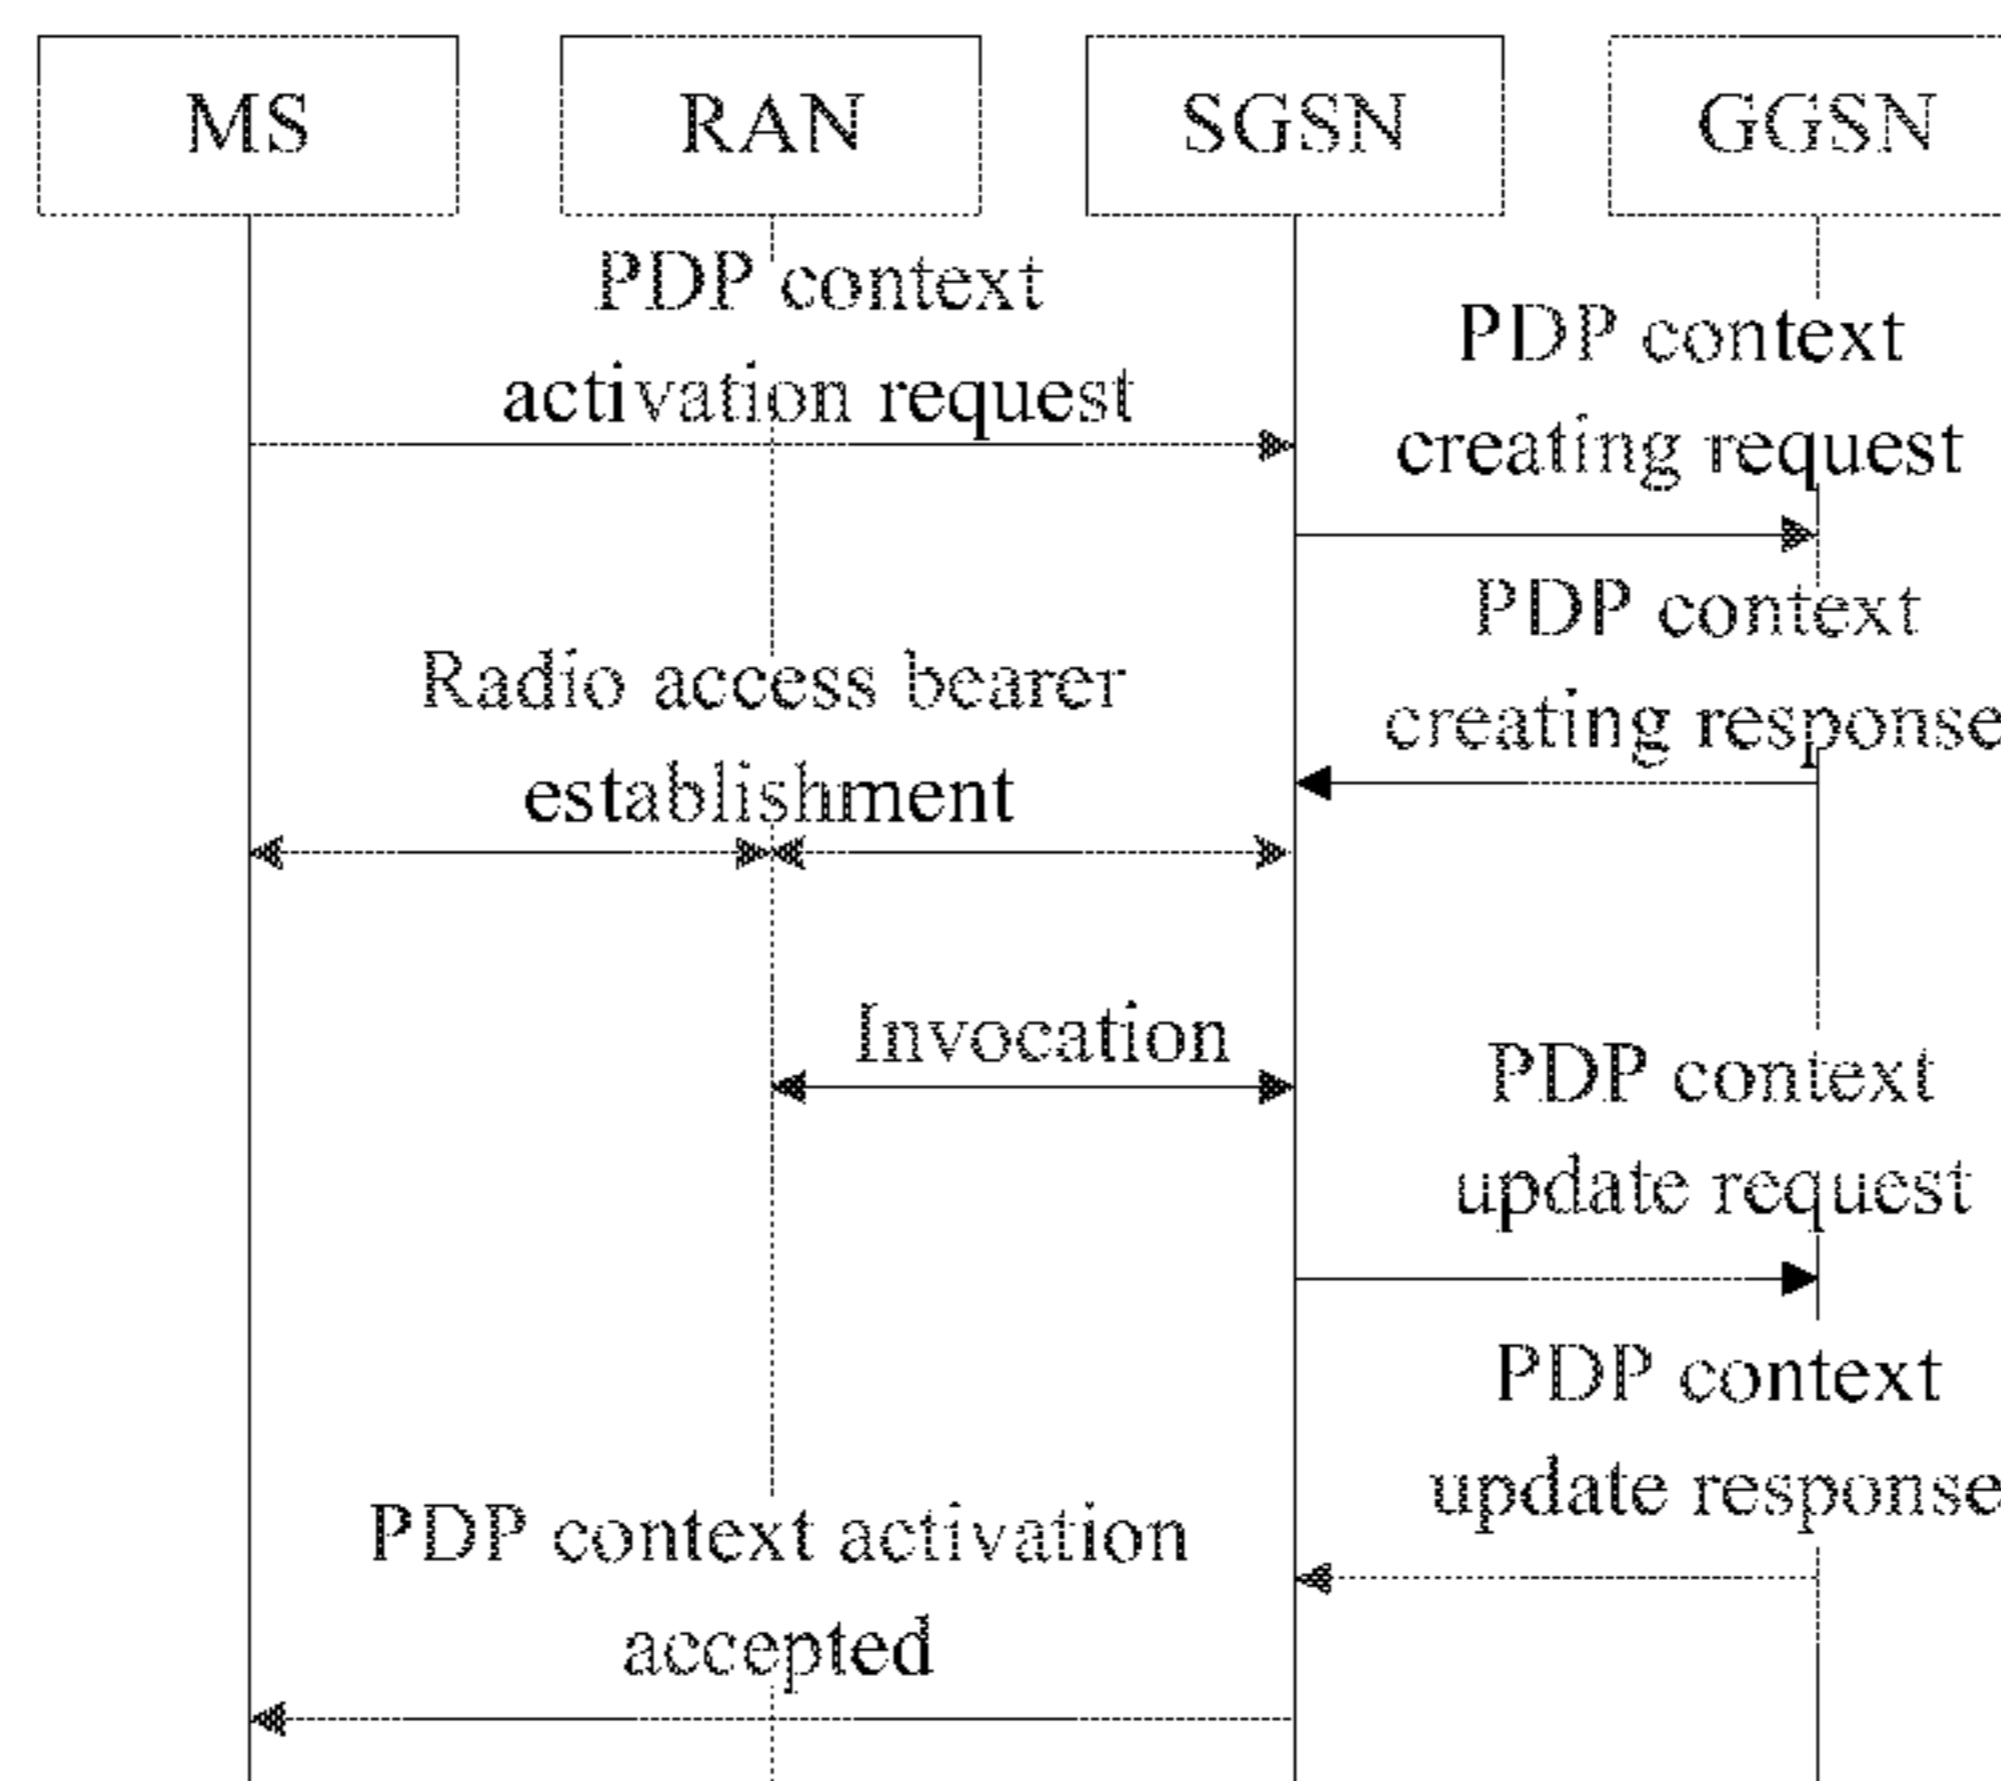 MS
RAN
SGSN
GGSN
PDP context
activation request
PDP context
creating request
PDP context
creating response
Radio access bearer
establishment
Invocation
PDP context
update request
PDP context
update response
PDP context activation
accepted